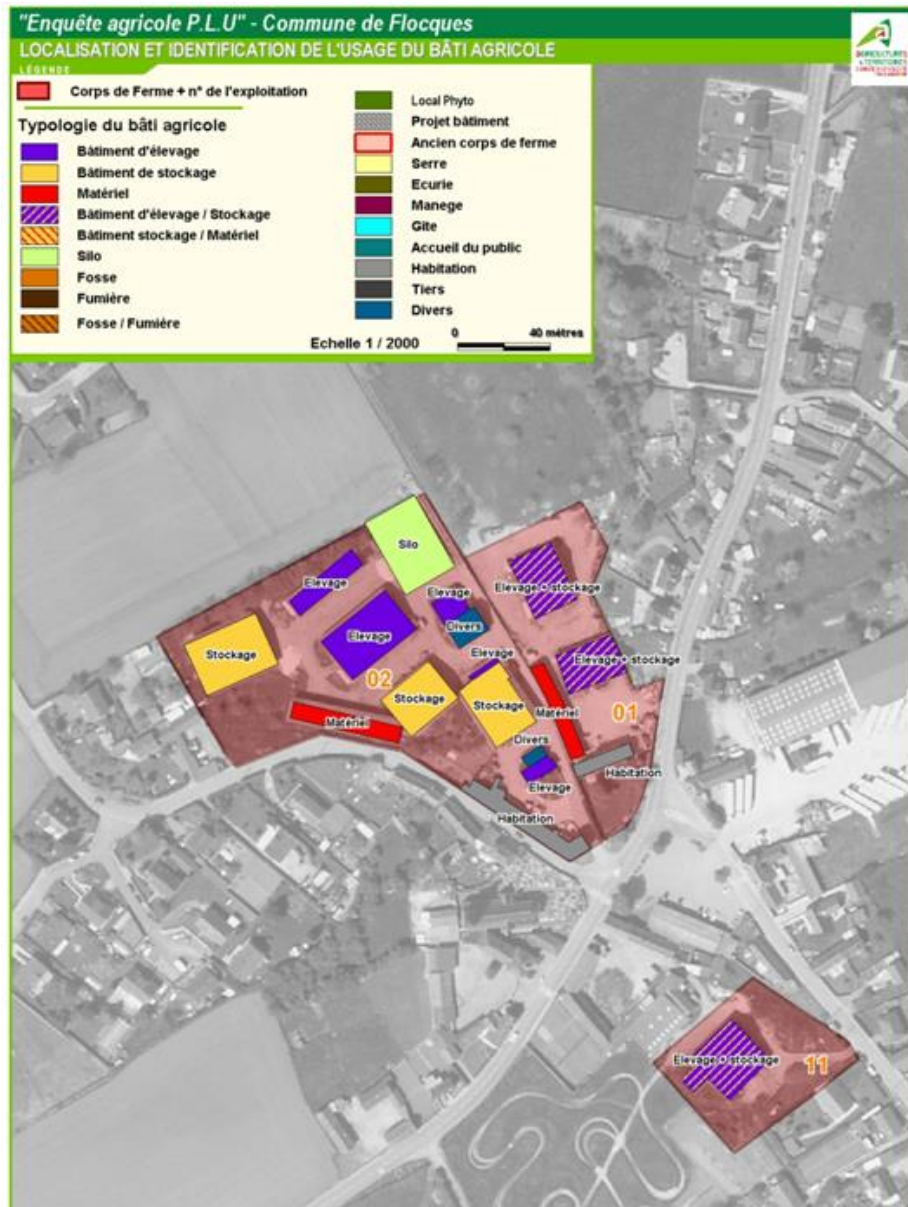 "Enquête agricole P.L.U" - Commune de Flocques
LOCALISATION ET IDENTIFICATION DE L'USAGE DU BÂTI AGRICOLE
LÉGENDE
Corps de Ferme + n° de l'exploitation
Typologie du bâti agricole
Bâtiment d'élevage
Bâtiment de stockage
Matériel
Bâtiment d'élevage / Stockage
Bâtiment stockage / Matériel
Silo
Fosse
Fumière
Fosse / Fumière
Local Phyto
Projet bâtiment
Ancien corps de ferme
Serre
Ecurie
Manege
Gîte
Accueil du public
Habitation
Tiers
Divers
Echelle 1 / 2000
0 40 mètres
AGRICULTURES
& TERRITOIRES
Silo
Elevage
Elevage + stockage
Elevage
Elevage
Divers
Stockage
Elevage
Elevage + stockage
02
Stockage
Stockage
Matériel
01
Matériel
Divers
Habitation
Elevage
Habitation
Elevage + stockage
11